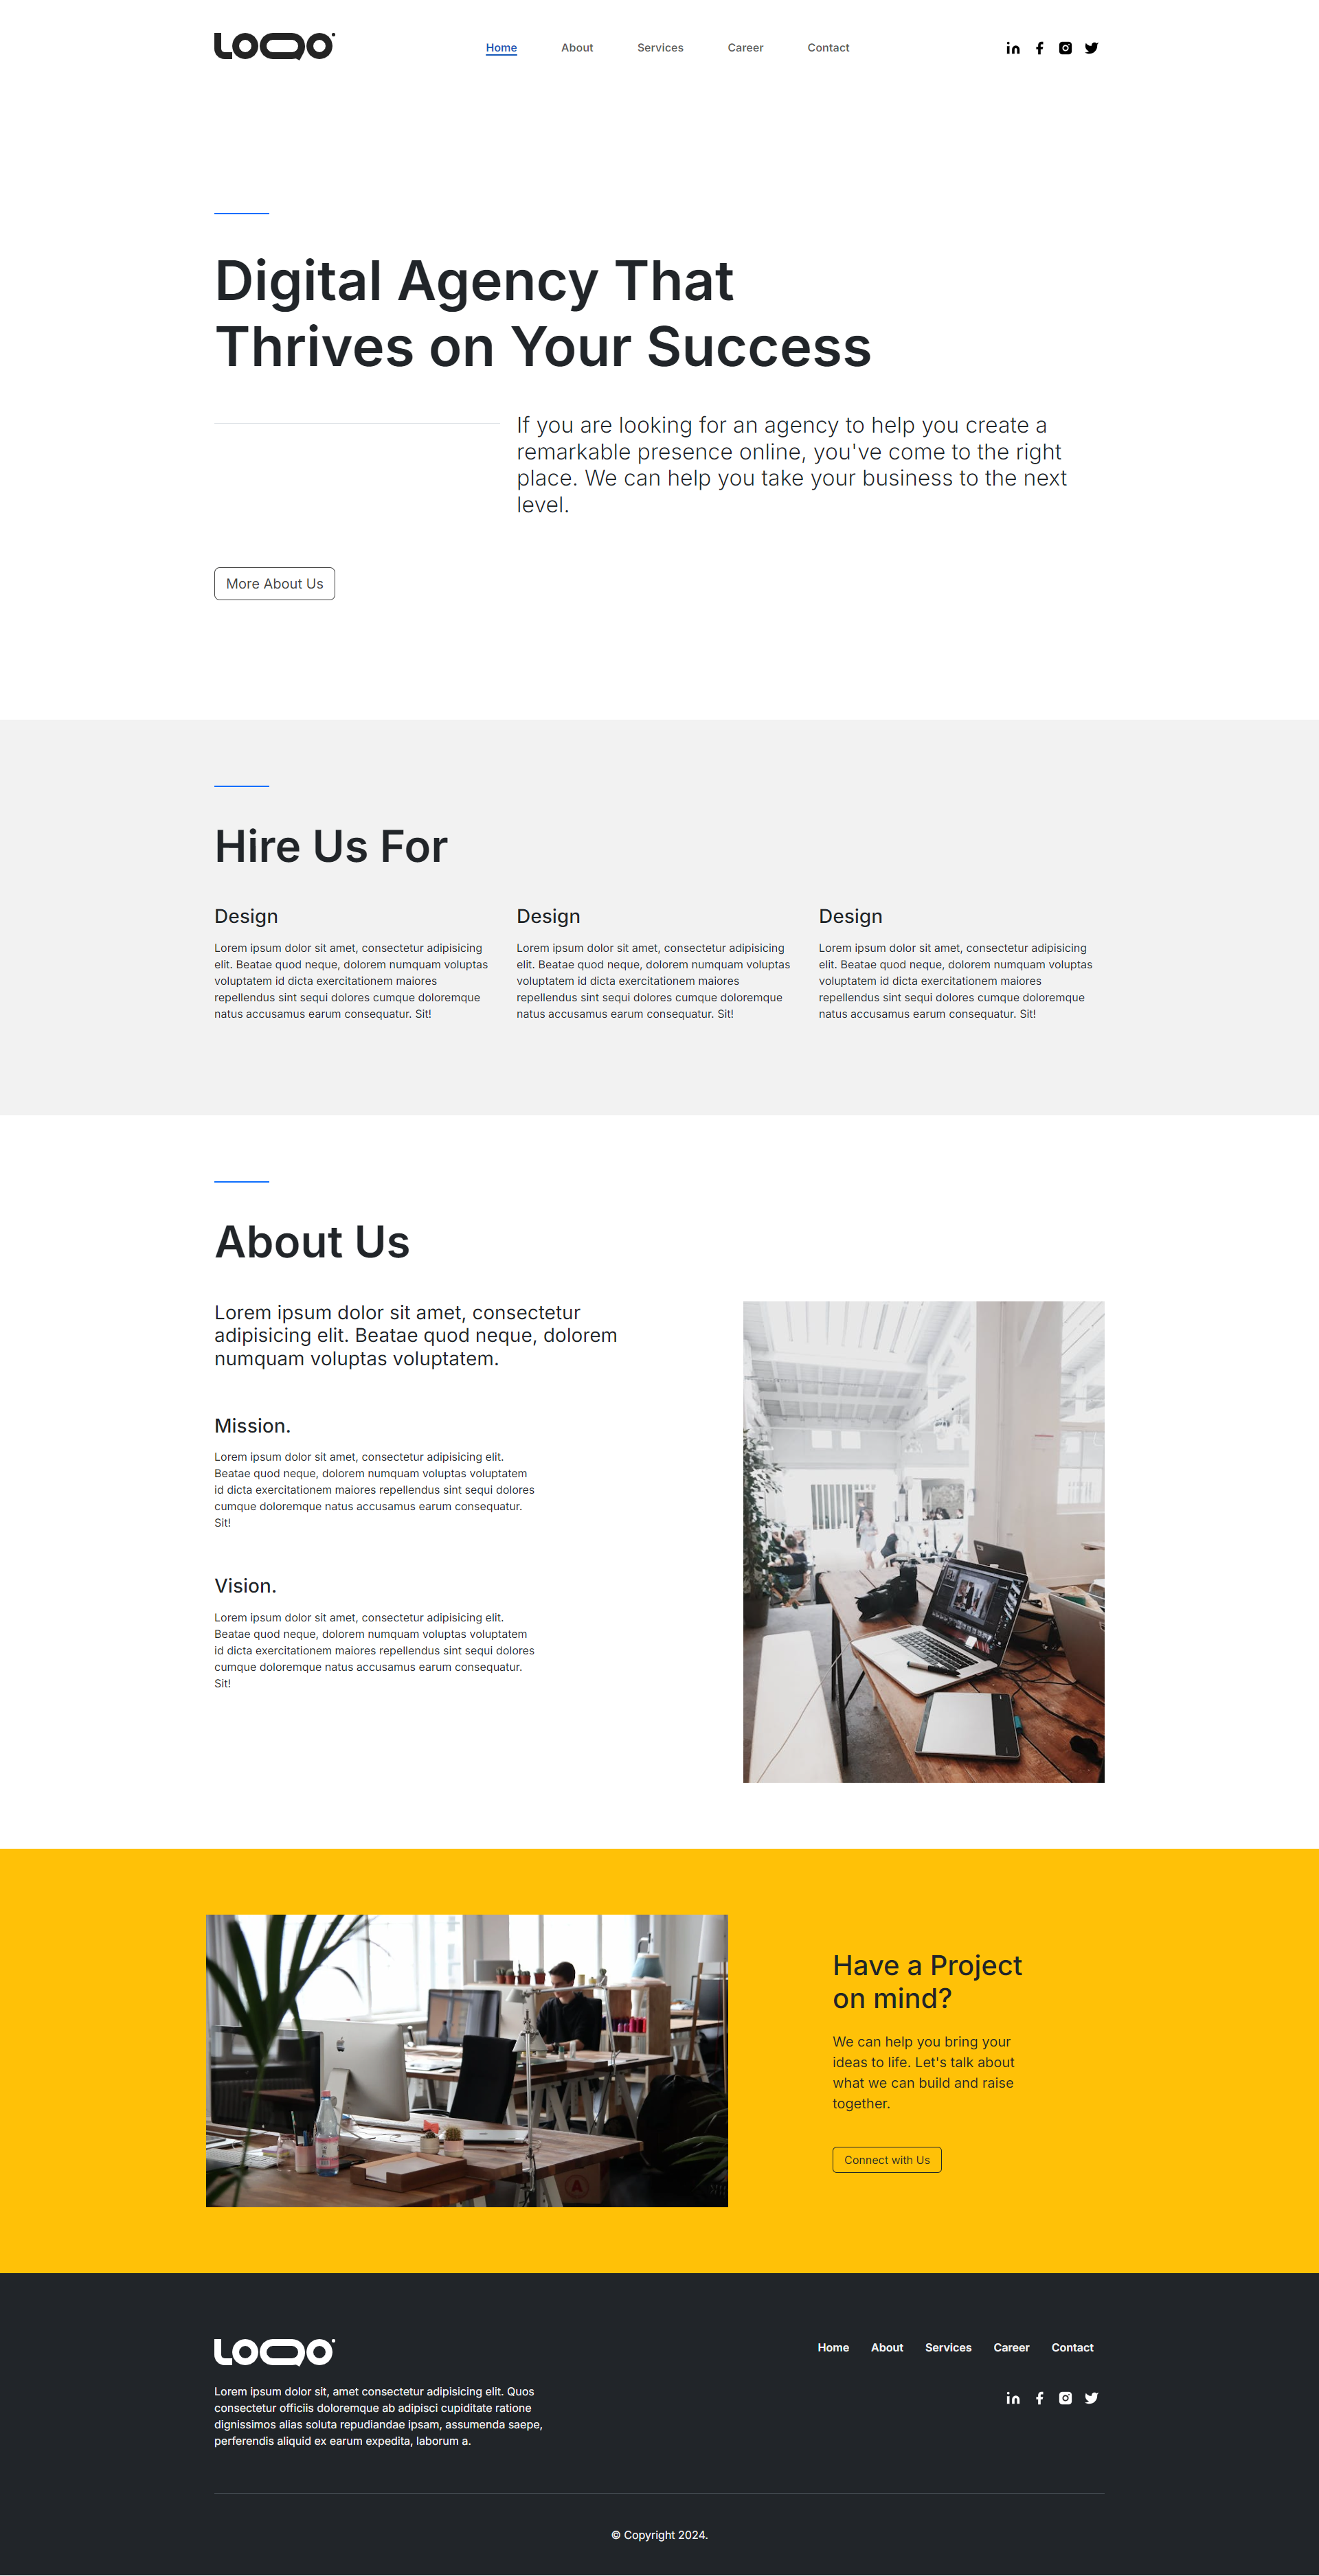 LOQO
Home About Services Career Contact
Digital Agency That
Thrives on Your Success
If you are looking for an agency to help you create a
remarkable presence online, you've come to the right
place. We can help you take your business to the next
level.
More About Us
Hire Us For
Design
Lorem ipsum dolor sit amet, consectetur adipisicing
elit. Beatae quod neque, dolorem numquam voluptas
voluptatem id dicta exercitationem maiores
repellendus sint sequi dolores cumque doloremque
natus accusamus earum consequatur. Sit!
Design
Lorem ipsum dolor sit amet, consectetur adipisicing
elit. Beatae quod neque, dolorem numquam voluptas
voluptatem id dicta exercitationem maiores
repellendus sint sequi dolores cumque doloremque
natus accusamus earum consequatur. Sit!
Design
Lorem ipsum dolor sit amet, consectetur adipisicing
elit. Beatae quod neque, dolorem numquam voluptas
voluptatem id dicta exercitationem maiores
repellendus sint sequi dolores cumque doloremque
natus accusamus earum consequatur. Sit!
About Us
Lorem ipsum dolor sit amet, consectetur
adipisicing elit. Beatae quod neque, dolorem
numquam voluptas voluptatem.
Mission.
Lorem ipsum dolor sit amet, consectetur adipisicing elit.
Beatae quod neque, dolorem numquam voluptas voluptatem
id dicta exercitationem maiores repellendus sint sequi dolores
cumque doloremque natus accusamus earum consequatur.
Sit!
Vision.
Lorem ipsum dolor sit amet, consectetur adipisicing elit.
Beatae quod neque, dolorem numquam voluptas voluptatem
id dicta exercitationem maiores repellendus sint sequi dolores
cumque doloremque natus accusamus earum consequatur.
Sit!
Have a Project
on mind?
We can help you bring your
ideas to life. Let's talk about
what we can build and raise
together.
Connect with Us
LOQO
Lorem ipsum dolor sit, amet consectetur adipisicing elit. Quos
consectetur officiis doloremque ab adipisci cupiditate ratione
dignissimos alias soluta repudiandae ipsam, assumenda saepe,
perferendis aliquid ex earum expedita, laborum a.
Home About Services Career Contact
© Copyright 2024.